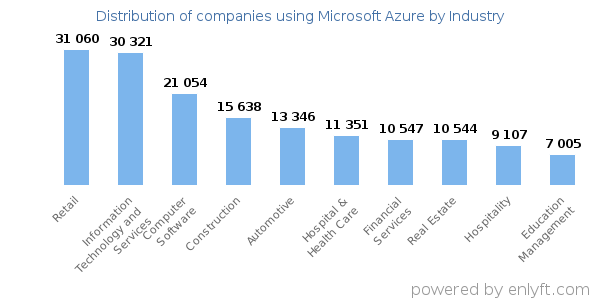 Distribution of companies using Microsoft Azure by Industry
31 060
30 321
21 054
15 638
13 346
11 351
10 547
10 544
9 107
7 005
Retail
Information
Technology and
Services
Computer
Software
Construction
Automotive
Hospital &
Health Care
Financial
Services
Real Estate
Hospitality
Education
Management
powered by enlyft.com